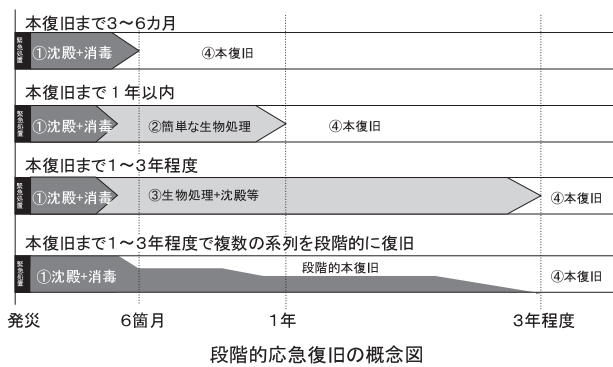 本復旧まで3～6カ月
緊急処置 ①沈殿+消毒 ④本復旧
本復旧まで1年以内
緊急処置 ①沈殿+消毒 ②簡単な生物処理 ④本復旧
本復旧まで1～3年程度
緊急処置 ①沈殿+消毒 ③生物処理+沈殿等 ④本復旧
本復旧まで1～3年程度で複数の系列を段階的に復旧
緊急処置 ①沈殿+消毒 段階的本復旧 ④本復旧
発災 6箇月 1年 3年程度
段階的応急復旧の概念図